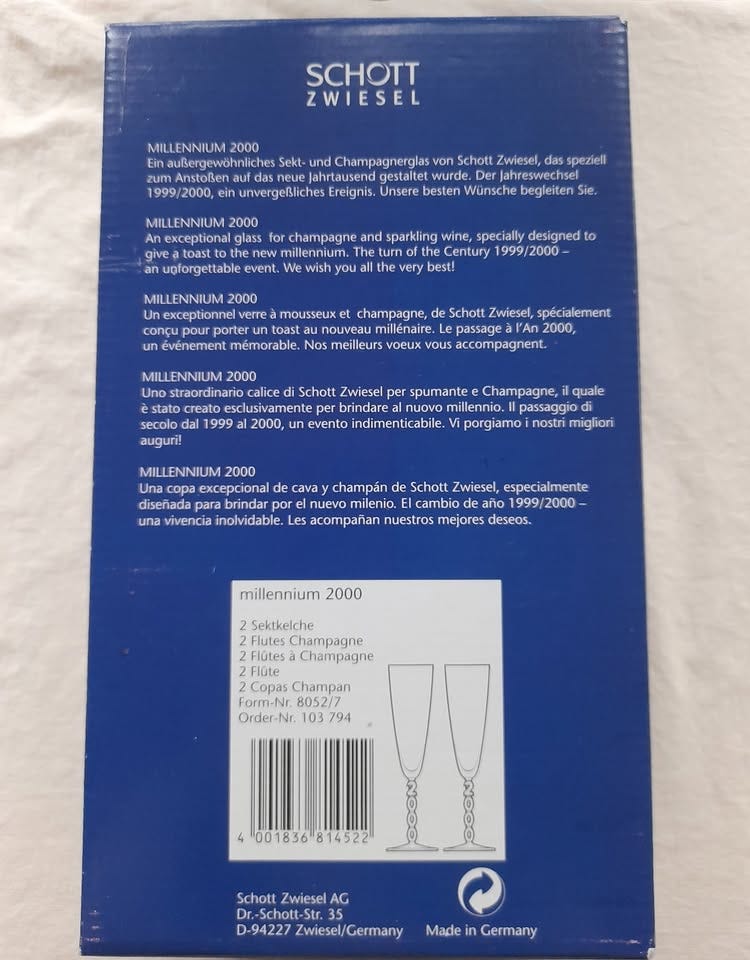 SCHOTT
ZWIESEL
MILLENNIUM 2000
Ein außergewöhnliches Sekt- und Champagnerglas von Schott Zwiesel, das speziell
zum Anstoßen auf das neue Jahrtausend gestaltet wurde. Der Jahreswechsel
1999/2000, ein unvergeßliches Ereignis. Unsere besten Wünsche begleiten Sie.
MILLENNIUM 2000
An exceptional glass for champagne and sparkling wine, specially designed to
give a toast to the new millennium. The turn of the Century 1999/2000 –
an unforgettable event. We wish you all the very best!
MILLENNIUM 2000
Un exceptionnel verre à mousseux et champagne, de Schott Zwiesel, spécialement
conçu pour porter un toast au nouveau millénaire. Le passage à l'An 2000,
un événement mémorable. Nos meilleurs voeux vous accompagnent.
MILLENNIUM 2000
Uno straordinario calice di Schott Zwiesel per spumante e Champagne, il quale
è stato creato esclusivamente per brindare al nuovo millennio. Il passaggio di
secolo dal 1999 al 2000, un evento indimenticabile. Vi porgiamo i nostri migliori
auguri!
MILLENNIUM 2000
Una copa excepcional de cava y champán de Schott Zwiesel, especialmente
diseñada para brindar por el nuevo milenio. El cambio de año 1999/2000 –
una vivencia inolvidable. Les acompañan nuestros mejores deseos.
millennium 2000
2 Sektkelche
2 Flutes Champagne
2 Flûtes à Champagne
2 Flûte
2 Copas Champan
Form-Nr. 8052/7
Order-Nr. 103 794
4 001836 814522
Schott Zwiesel AG
Dr.-Schott-Str. 35
D-94227 Zwiesel/Germany
Made in Germany